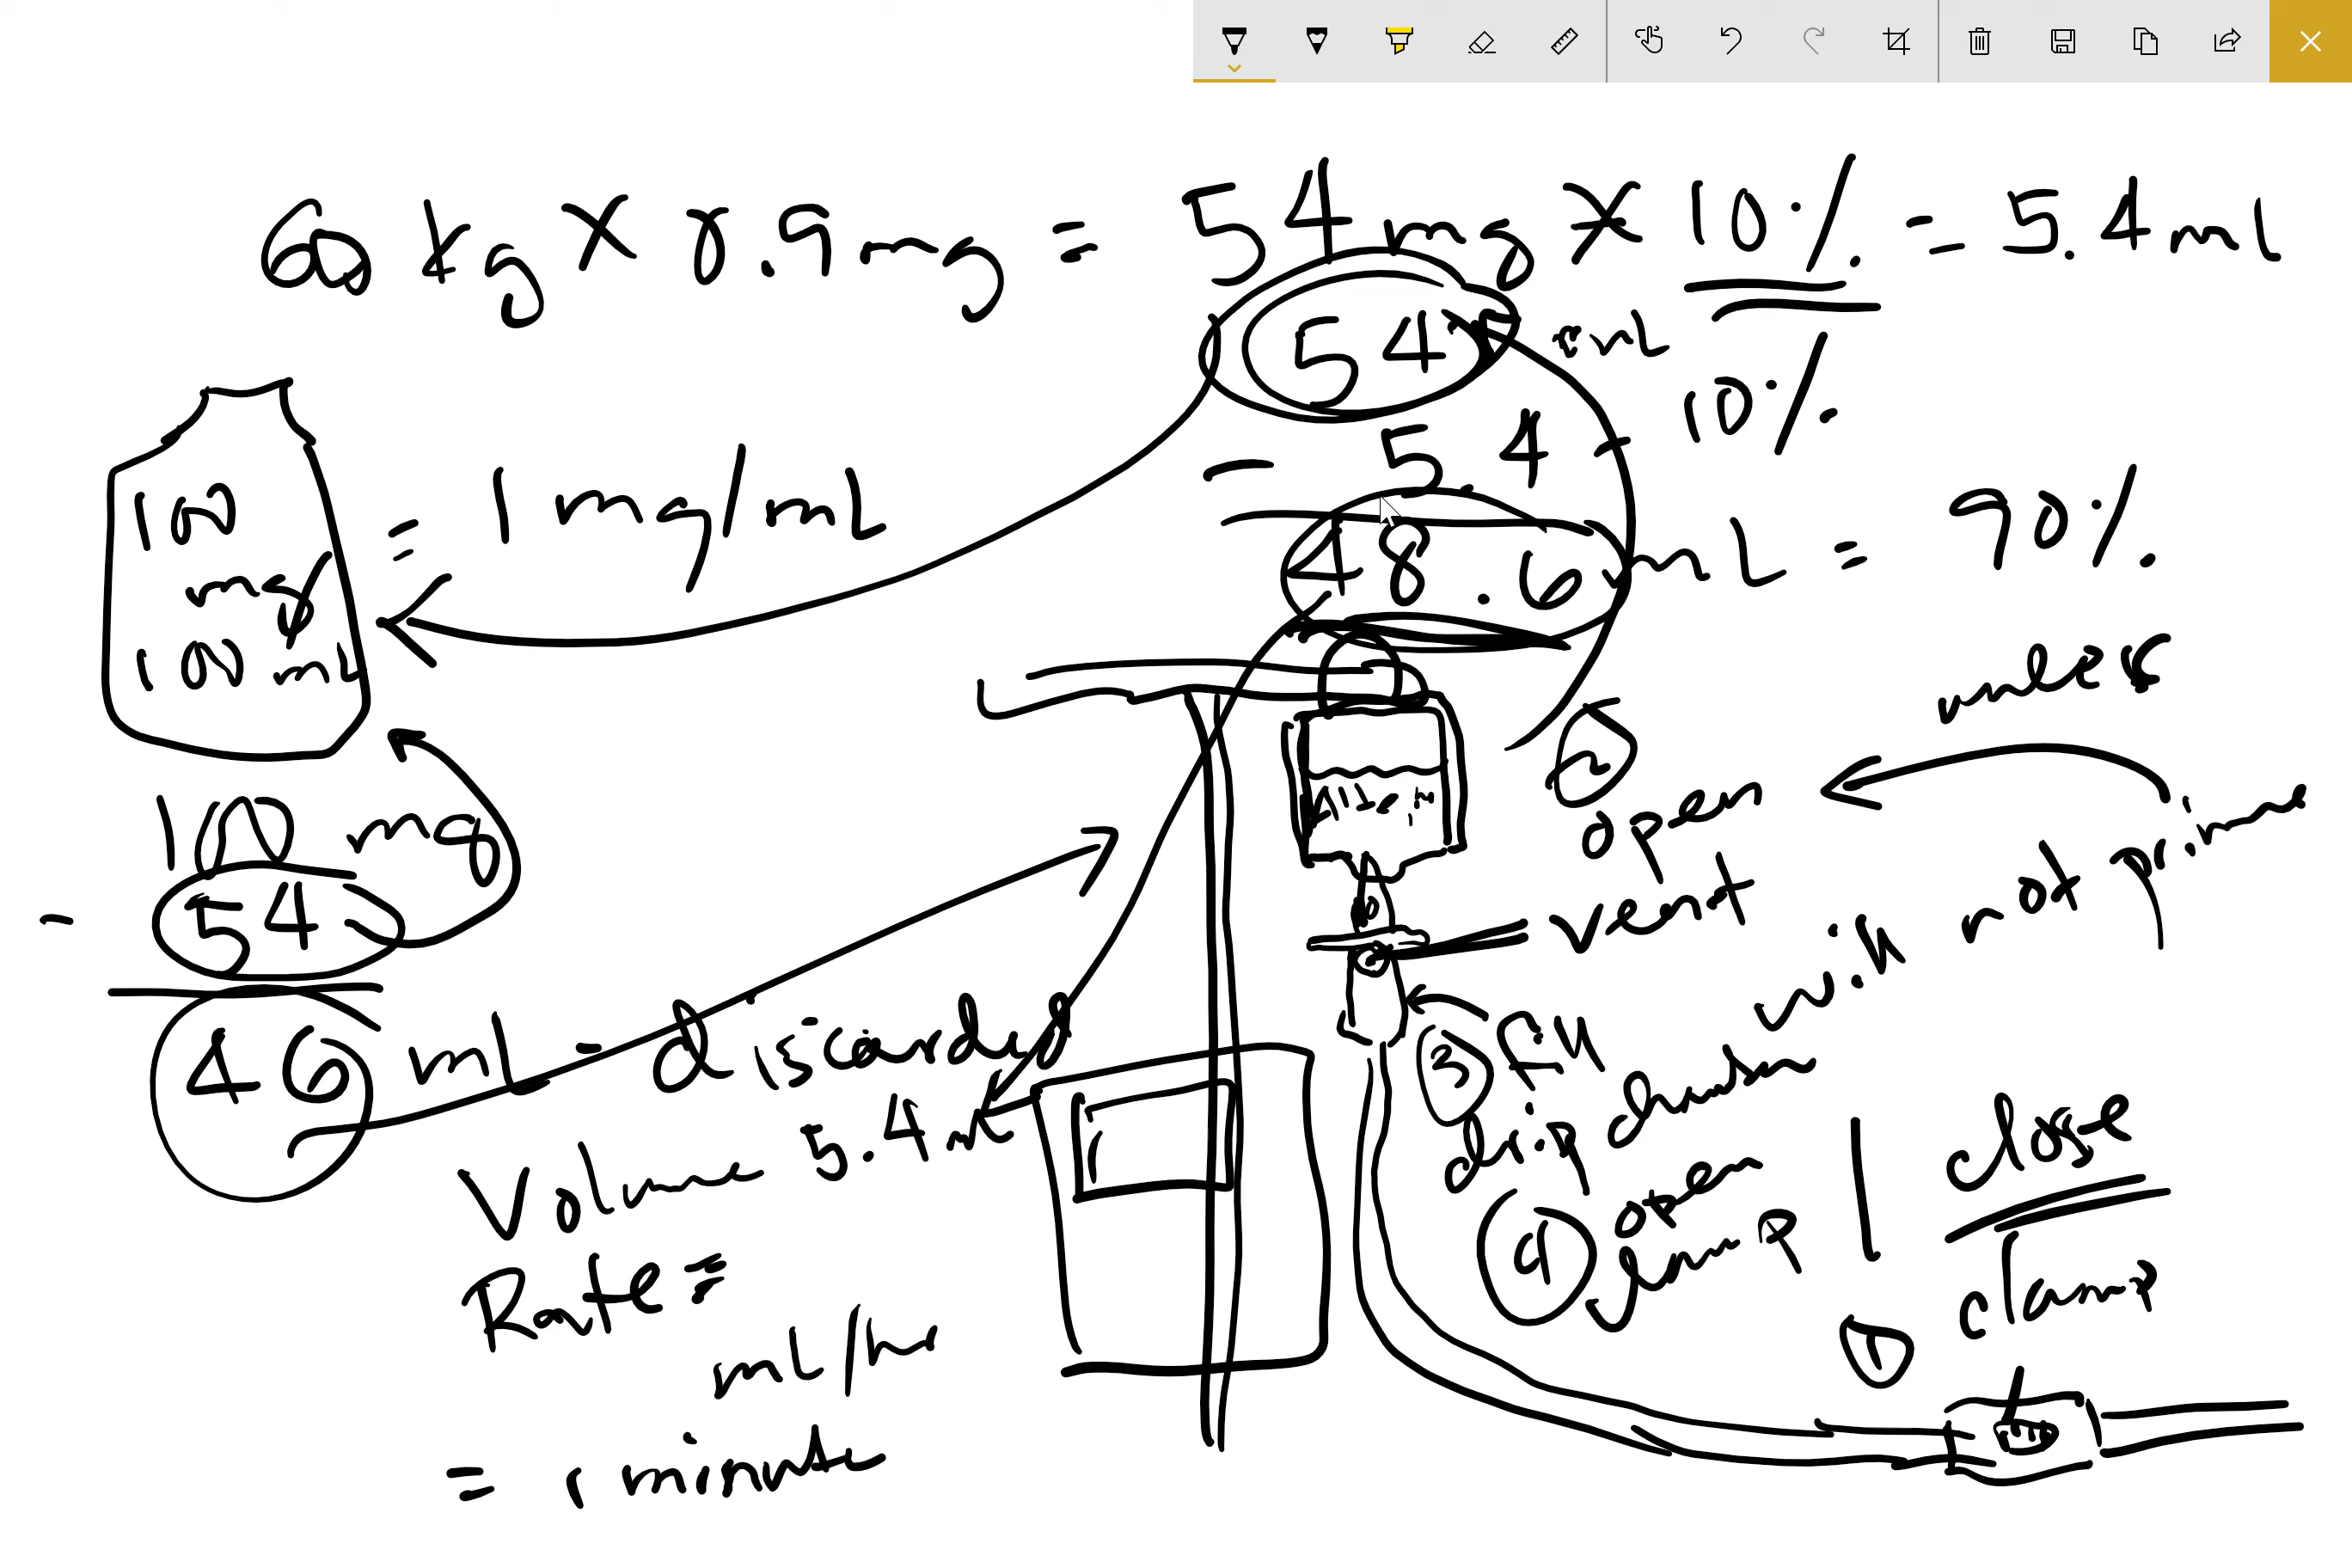 60 kg x 0.9 mg = 54 mg x 10% = 5.4 ml
54 mL
10%
- 5.4
48.6 mL = 90%
100 mg/
100 mL
= 1 mg/mL
100 mg
- 54
46 mL
- discarded
5.4 mL
Volume
Rate =
mL/hr
= 1 minute
③ open vent
will not prime
② fill drip chamber
① open clamp
close clamp